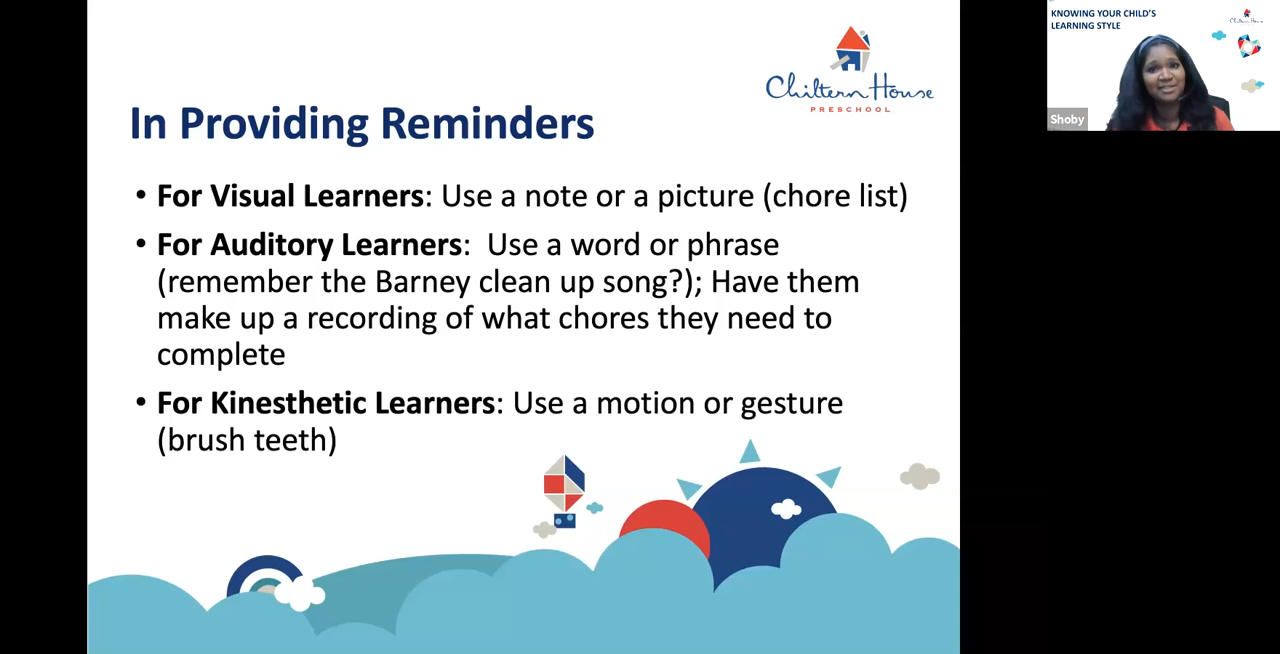 Chiltern House
PRESCHOOL
In Providing Reminders
• For Visual Learners: Use a note or a picture (chore list)
• For Auditory Learners:  Use a word or phrase
(remember the Barney clean up song?); Have them
make up a recording of what chores they need to
complete
• For Kinesthetic Learners: Use a motion or gesture
(brush teeth)
KNOWING YOUR CHILD'S
LEARNING STYLE
Chiltern House
Shoby